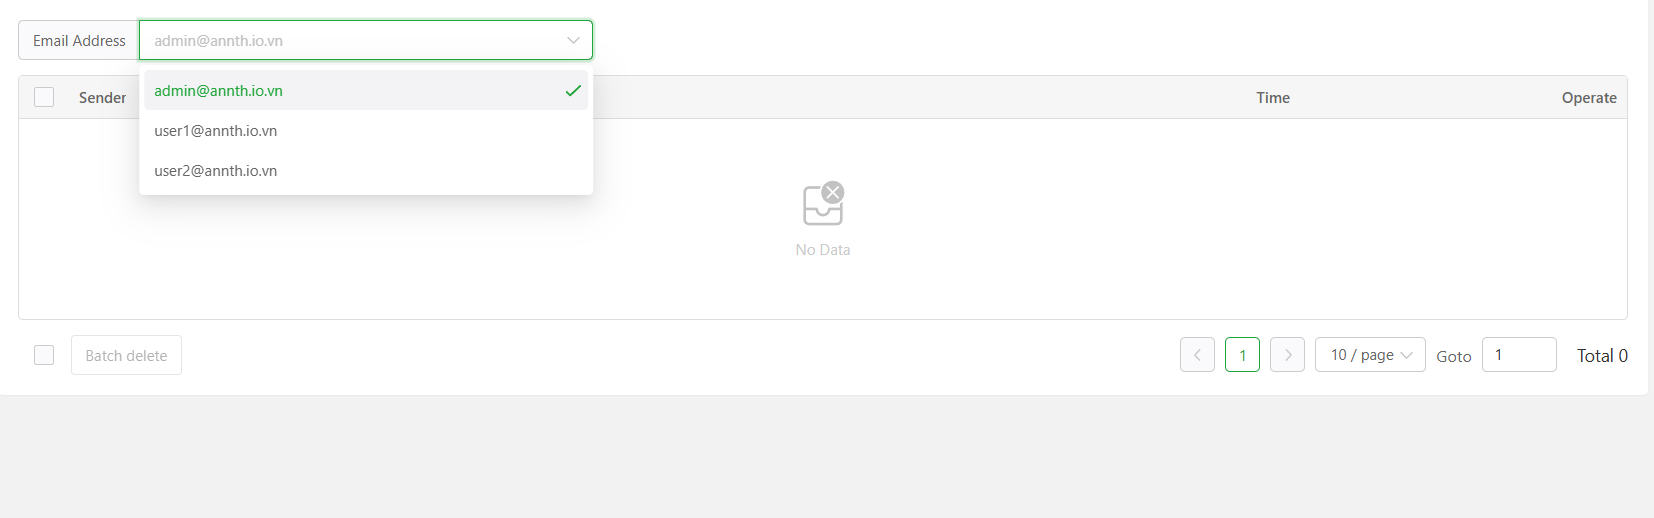 Email Address admin@annth.io.vn
admin@annth.io.vn
Sender Time Operate
user1@annth.io.vn
user2@annth.io.vn
No Data
Batch delete 1 10 / page Goto 1 Total 0